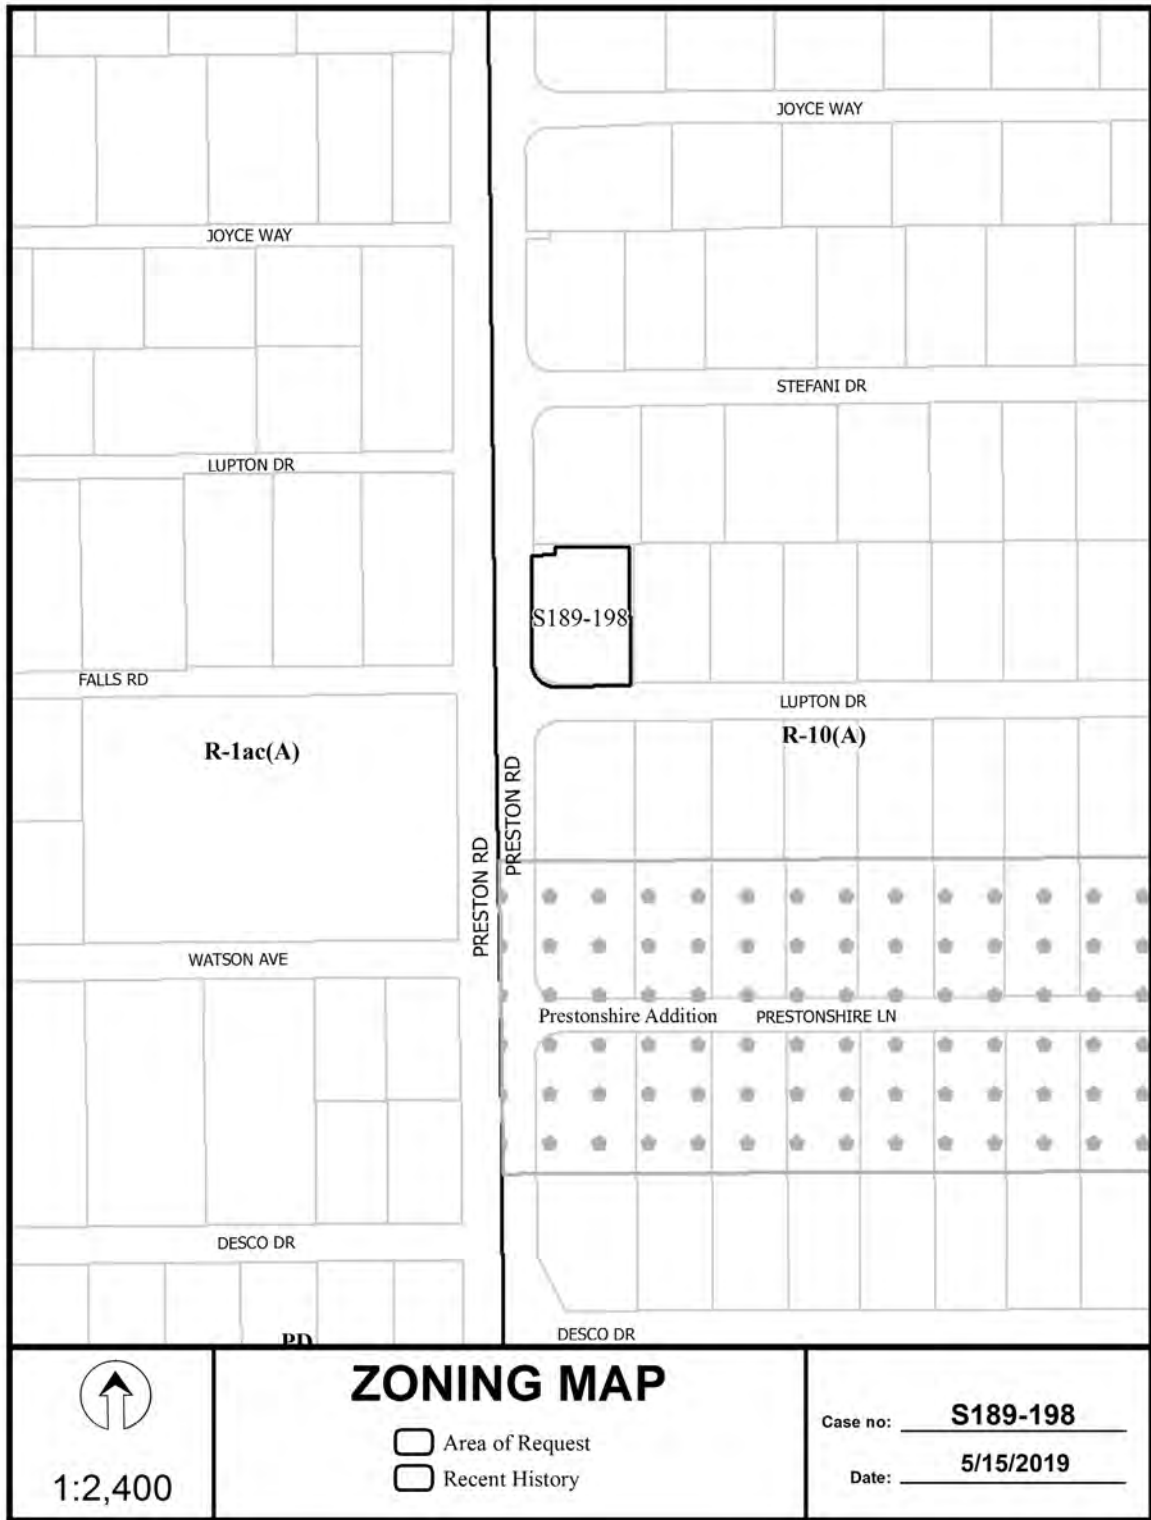 JOYCE WAY
JOYCE WAY
STEFANI DR
LUPTON DR
S189-198
FALLS RD
LUPTON DR
R-10(A)
R-1ac(A)
PRESTON RD
PRESTON RD
WATSON AVE
Prestonshire Addition
PRESTONSHIRE LN
DESCO DR
DESCO DR
PD
1:2,400
ZONING MAP
Area of Request
Recent History
Case no: S189-198
Date: 5/15/2019